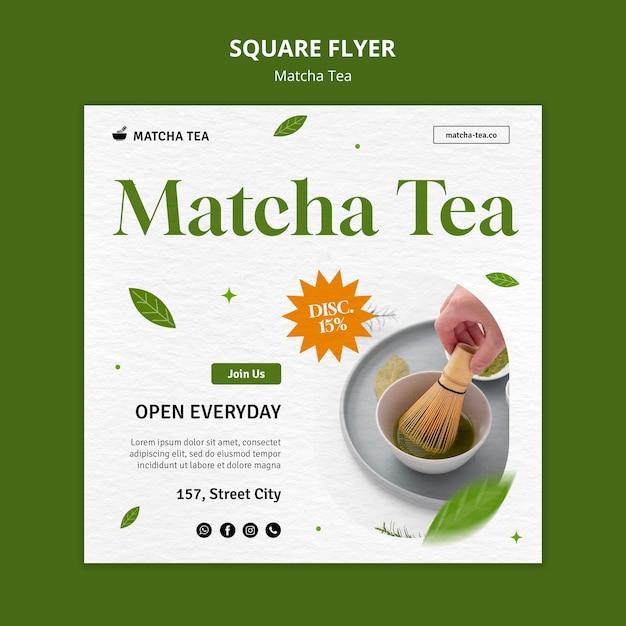 SQUARE FLYER
Matcha Tea
MATCHA TEA
matcha-tea.co
Matcha Tea
DISC.
15%
Join Us
OPEN EVERYDAY
Lorem ipsum dolor sit amet, consectet
adipiscing elit, sed do eiusmod tempor
incididunt ut labore et dolore magna
157, Street City